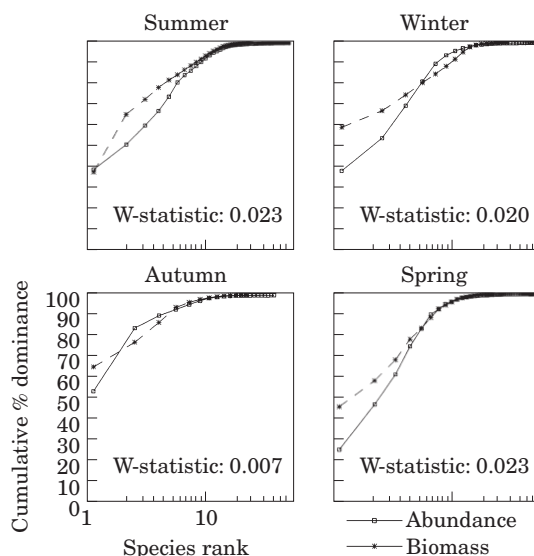 Summer
Winter
W-statistic: 0.023
W-statistic: 0.020
Autumn
Spring
Cumulative % dominance
100
90
80
70
60
50
40
30
20
10
0
W-statistic: 0.007
W-statistic: 0.023
1
10
Species rank
Abundance
Biomass